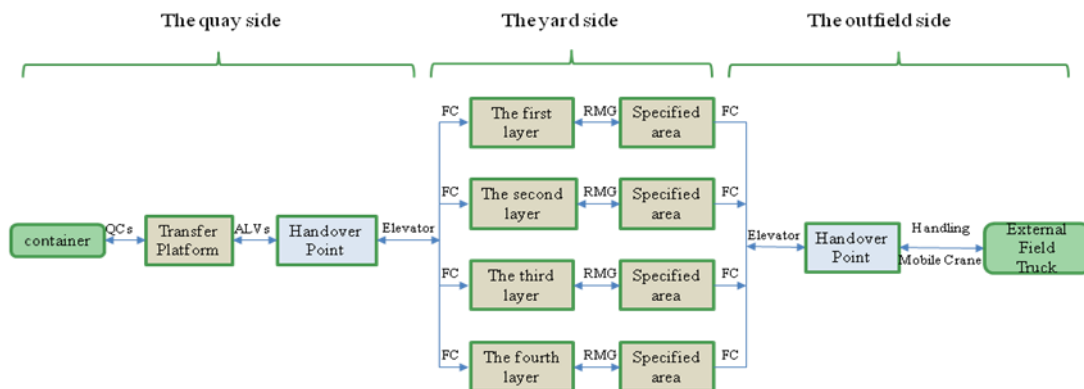 The quay side
The yard side
The outfield side
FC
The first
layer
RMG
Specified
area
FC
FC
The second
layer
RMG
Specified
area
FC
container
QCs
Transfer
Platform
ALVs
Handover
Point
Elevator
Elevator
Handover
Point
Handling
Mobile Crane
External
Field
Truck
FC
The third
layer
RMG
Specified
area
FC
FC
The fourth
layer
RMG
Specified
area
FC